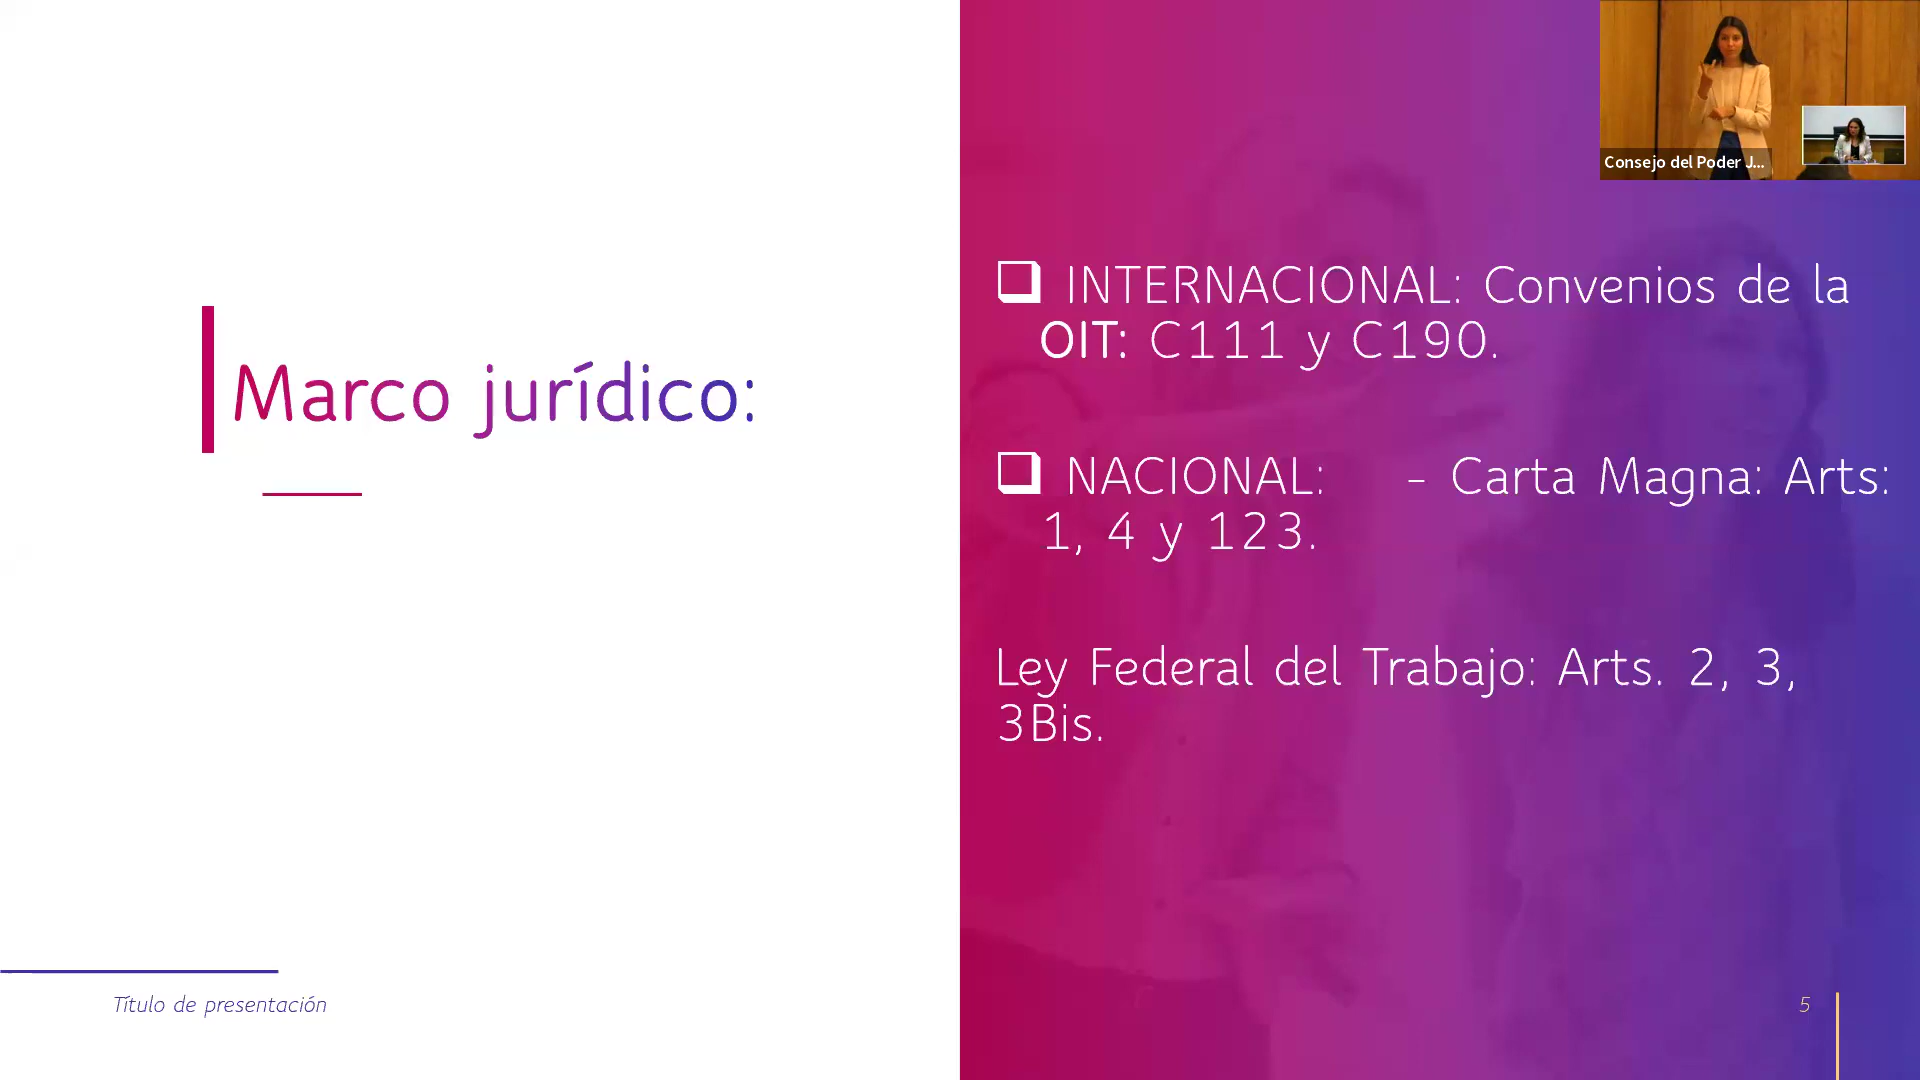 Marco jurídico:
❑ INTERNACIONAL: Convenios de la
OIT: C111 y C190.
❑ NACIONAL: - Carta Magna: Arts:
1, 4 y 123.
Ley Federal del Trabajo: Arts. 2, 3,
3Bis.
Título de presentación
5
Consejo del Poder J...